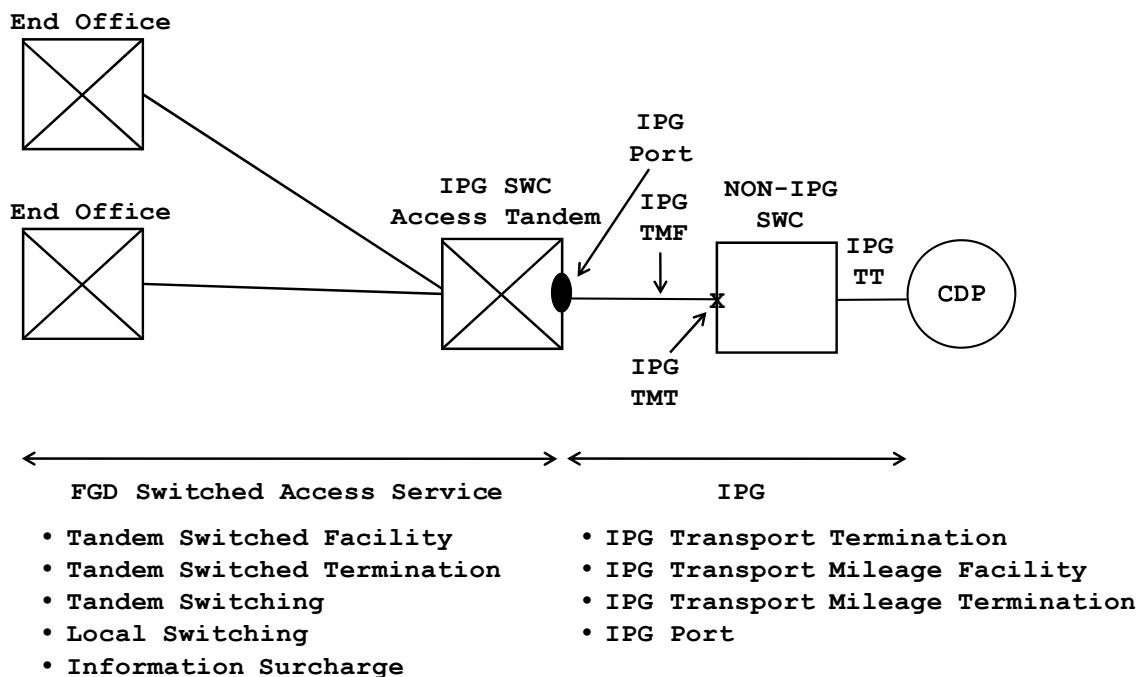 End Office
End Office
IPG SWC
Access Tandem
IPG
Port
IPG
TMF
NON-IPG
SWC
IPG
TT
CDP
X
IPG
TMT
FGD Switched Access Service
• Tandem Switched Facility
• Tandem Switched Termination
• Tandem Switching
• Local Switching
• Information Surcharge
IPG
• IPG Transport Termination
• IPG Transport Mileage Facility
• IPG Transport Mileage Termination
• IPG Port